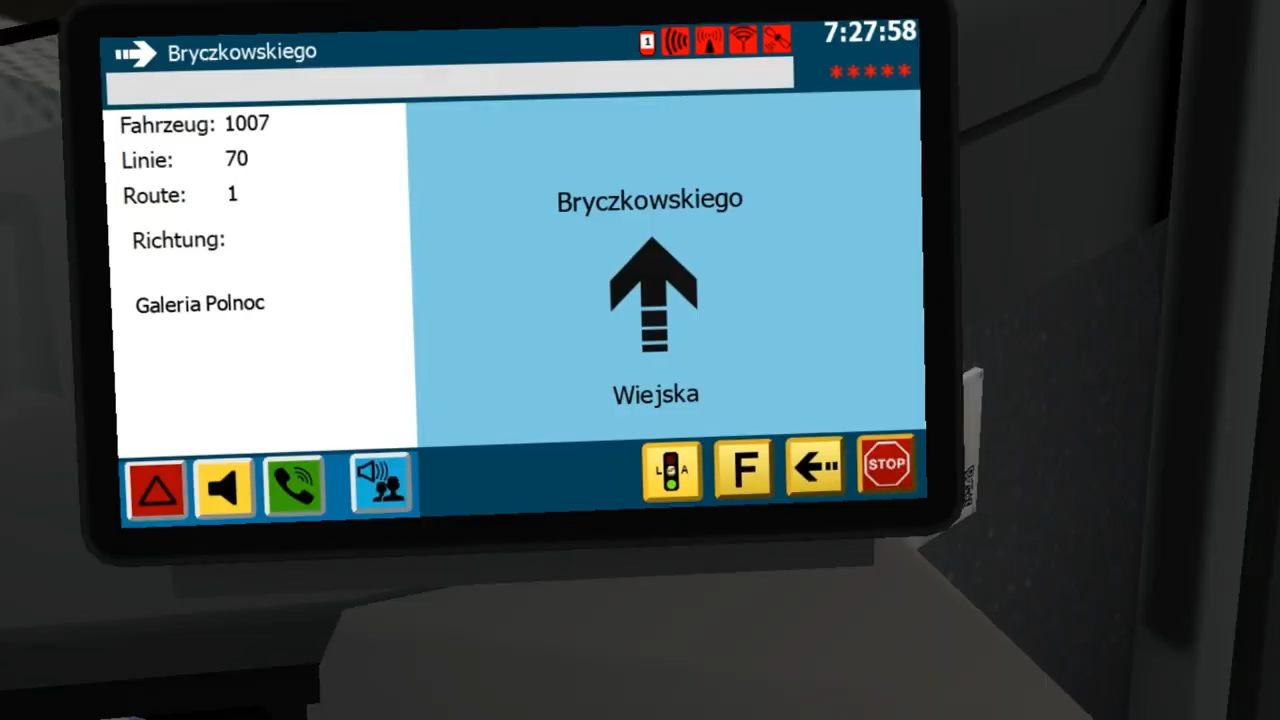 Bryczkowskiego
1
7:27:58
*****
Fahrzeug: 1007
Linie: 70
Route: 1
Richtung:
Galeria Polnoc
Bryczkowskiego
Wiejska
L A
F
STOP